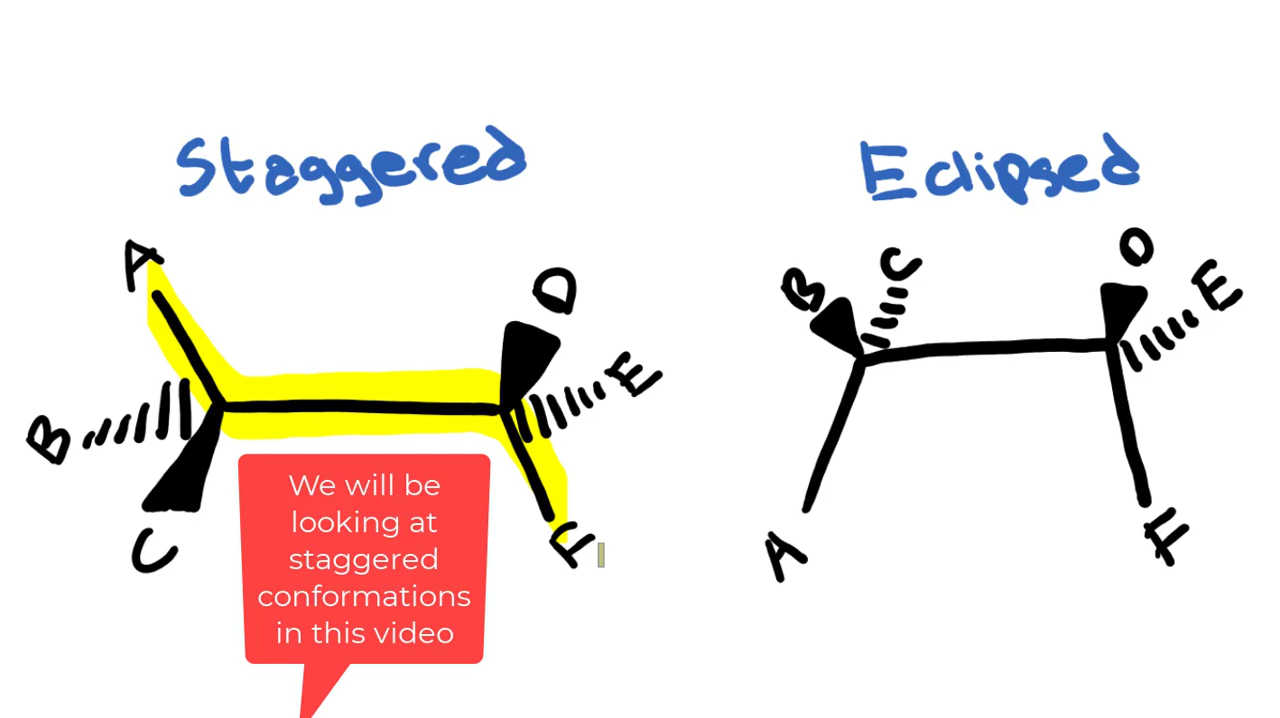 Staggered
Eclipsed
A
D
B
E
C
F
B
C
D
E
A
F
We will be
looking at
staggered
conformations
in this video